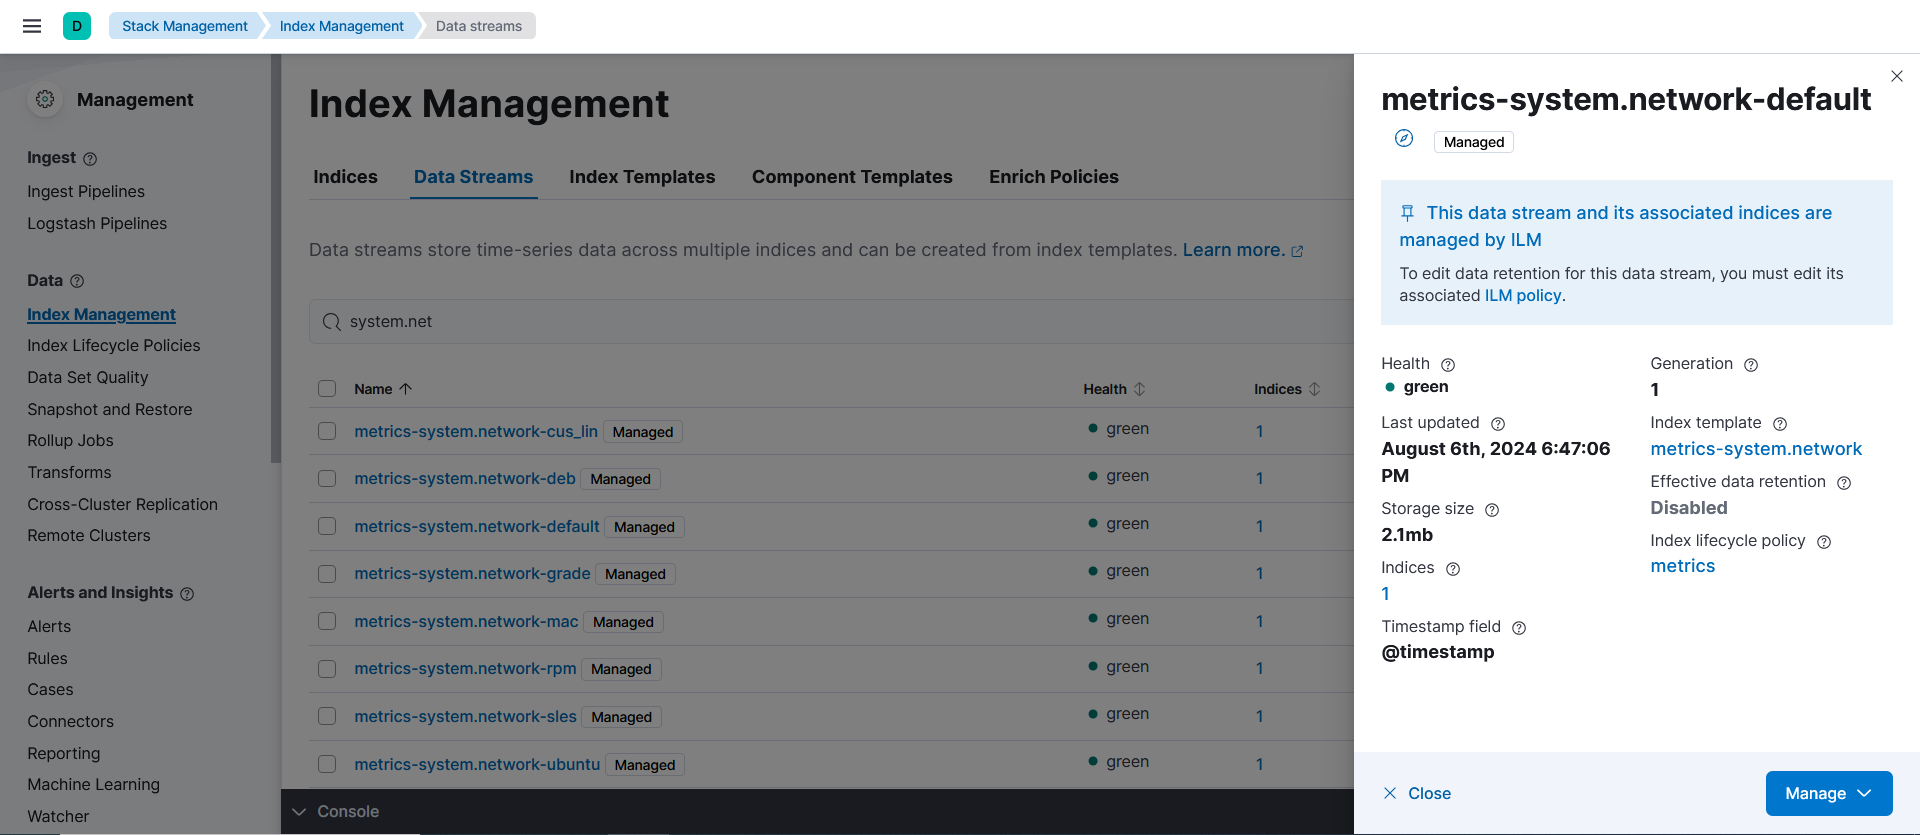 D
Stack Management
Index Management
Data streams
Management
Ingest
Ingest Pipelines
Logstash Pipelines
Data
Index Management
Index Lifecycle Policies
Data Set Quality
Snapshot and Restore
Rollup Jobs
Transforms
Cross-Cluster Replication
Remote Clusters
Alerts and Insights
Alerts
Rules
Cases
Connectors
Reporting
Machine Learning
Watcher
Index Management
Indices Data Streams Index Templates Component Templates Enrich Policies
Data streams store time-series data across multiple indices and can be created from index templates. Learn more.
system.net
Name Health Indices
metrics-system.network-cus_lin Managed green 1
metrics-system.network-deb Managed green 1
metrics-system.network-default Managed green 1
metrics-system.network-grade Managed green 1
metrics-system.network-mac Managed green 1
metrics-system.network-rpm Managed green 1
metrics-system.network-sles Managed green 1
metrics-system.network-ubuntu Managed green 1
Console
metrics-system.network-default
Managed
This data stream and its associated indices are
managed by ILM
To edit data retention for this data stream, you must edit its
associated ILM policy.
Health
green
Last updated
August 6th, 2024 6:47:06
PM
Storage size
2.1mb
Indices
1
Timestamp field
@timestamp
Generation
1
Index template
metrics-system.network
Effective data retention
Disabled
Index lifecycle policy
metrics
Close
Manage